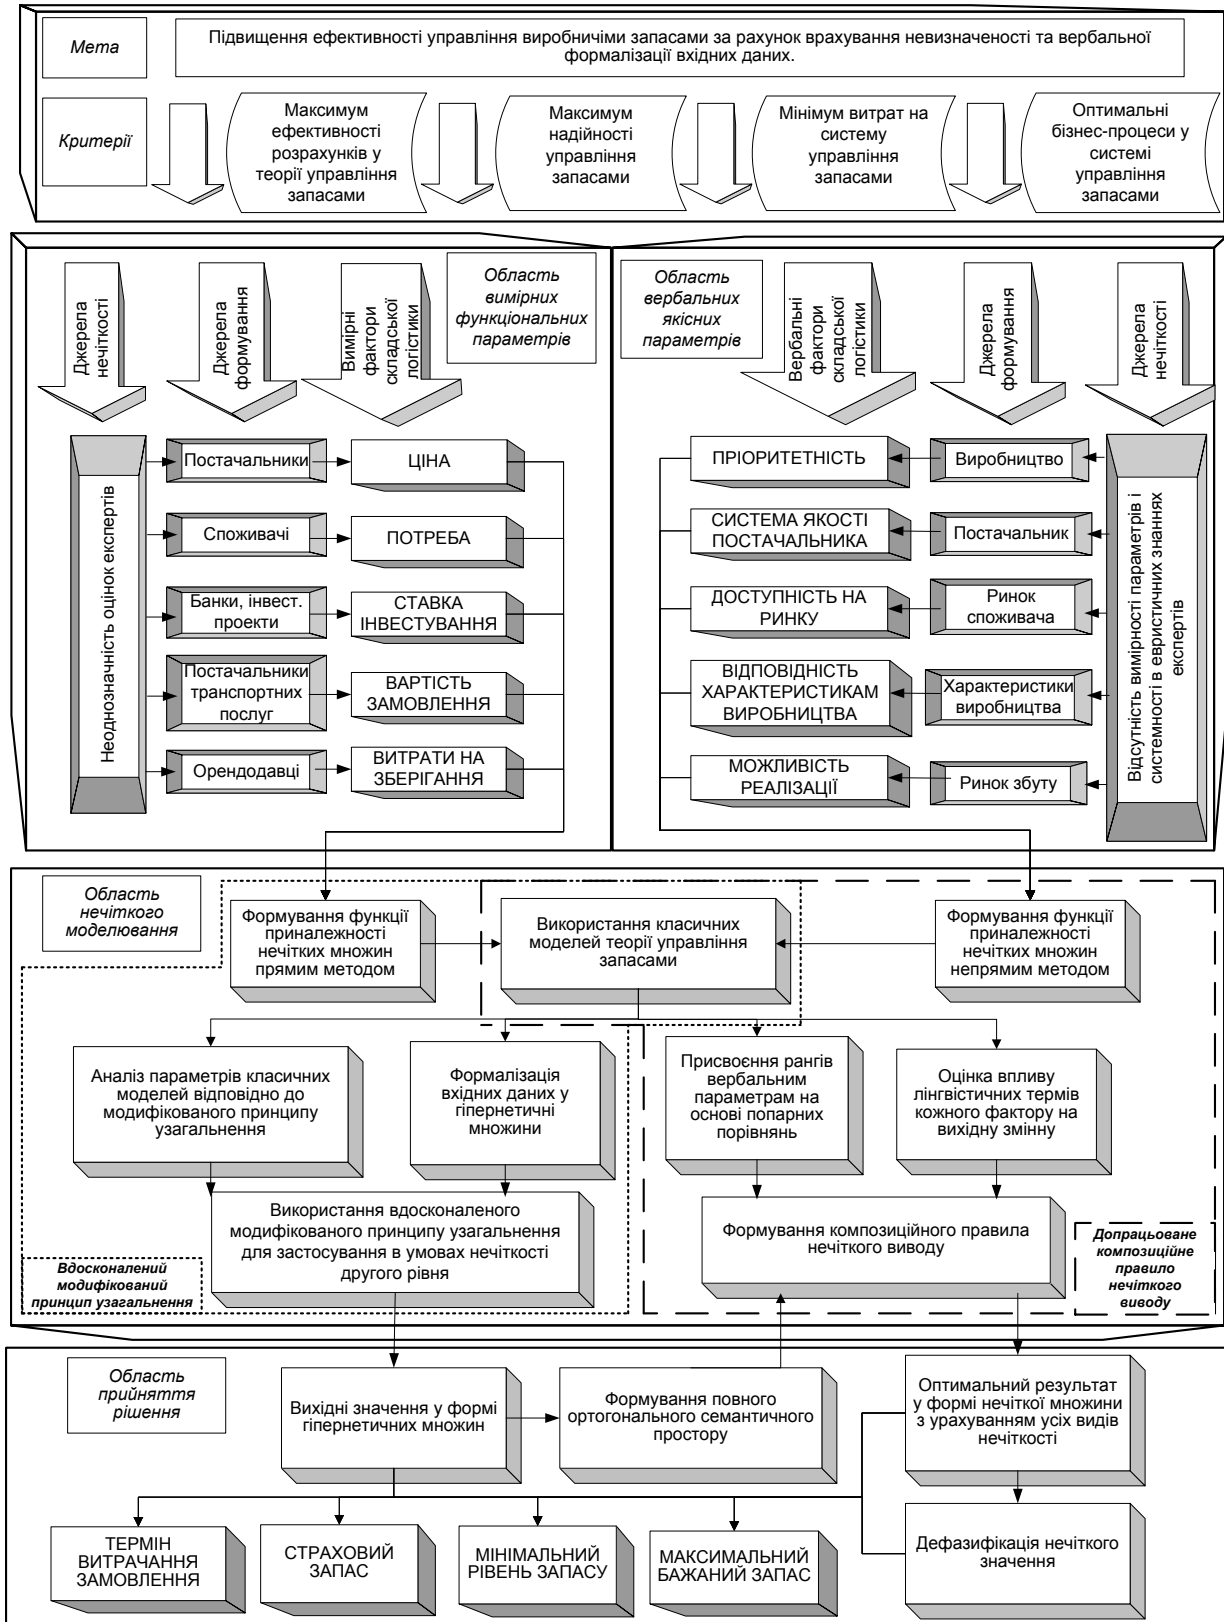 Мета
Підвищення ефективності управління виробничіми запасами за рахунок врахування невизначеності та вербальної
формалізації вхідних даних.
Критерії
Максимум
ефективності
розрахунків у
теорії управління
запасами
Максимум
надійності
управління
запасами
Мінімум витрат на
систему
управління
запасами
Оптимальні
бізнес-процеси у
системі
управління
запасами
Джерела
нечіткості
Джерела
формування
Вимірні
фактори
складської
логістики
Область
вимірних
функціональних
параметрів
Область
вербальних
якісних
параметрів
Вербальні
фактори
складської
логістики
Джерела
формування
Джерела
нечіткості
Неоднозначність оцінок експертів
Постачальники
ЦІНА
Споживачі
ПОТРЕБА
Банки, інвест.
проекти
СТАВКА
ІНВЕСТУВАННЯ
Постачальники
транспортних
послуг
ВАРТІСТЬ
ЗАМОВЛЕННЯ
Орендодавці
ВИТРАТИ НА
ЗБЕРІГАННЯ
ПРІОРИТЕТНІСТЬ
Виробництво
СИСТЕМА ЯКОСТІ
ПОСТАЧАЛЬНИКА
Постачальник
ДОСТУПНІСТЬ НА
РИНКУ
Ринок
споживача
ВІДПОВІДНІСТЬ
ХАРАКТЕРИСТИКАМ
ВИРОБНИЦТВА
Характеристики
виробництва
МОЖЛИВІСТЬ
РЕАЛІЗАЦІЇ
Ринок збуту
Відсутність вимірності параметрів і
системності в евристичних знаннях
експертів
Область
нечіткого
моделювання
Формування функції
приналежності
нечітких множин
прямим методом
Використання класичних
моделей теорії управління
запасами
Формування функції
приналежності
нечітких множин
непрямим методом
Аналіз параметрів класичних
моделей відповідно до
модифікованого принципу
узагальнення
Формалізація
вхідних даних у
гіпернетичні
множини
Присвоєння рангів
вербальним
параметрам на
основі попарних
порівнянь
Оцінка впливу
лінгвістичних термів
кожного фактору на
вихідну змінну
Використання вдосконаленого
модифікованого принципу узагальнення
для застосування в умовах нечіткості
другого рівня
Формування композиційного правила
нечіткого виводу
Вдосконалений
модифікований
принцип узагальнення
Допрацьоване
композиційне
правило
нечіткого
виводу
Область
прийняття
рішення
Вихідні значення у формі
гіпернетичних множин
Формування повного
ортогонального семантичного
простору
Оптимальний результат
у формі нечіткої множини
з урахуванням усіх видів
нечіткості
ТЕРМІН
ВИТРАЧАННЯ
ЗАМОВЛЕННЯ
СТРАХОВИЙ
ЗАПАС
МІНІМАЛЬНИЙ
РІВЕНЬ ЗАПАСУ
МАКСИМАЛЬНИЙ
БАЖАНИЙ ЗАПАС
Дефазифікація нечіткого
значення